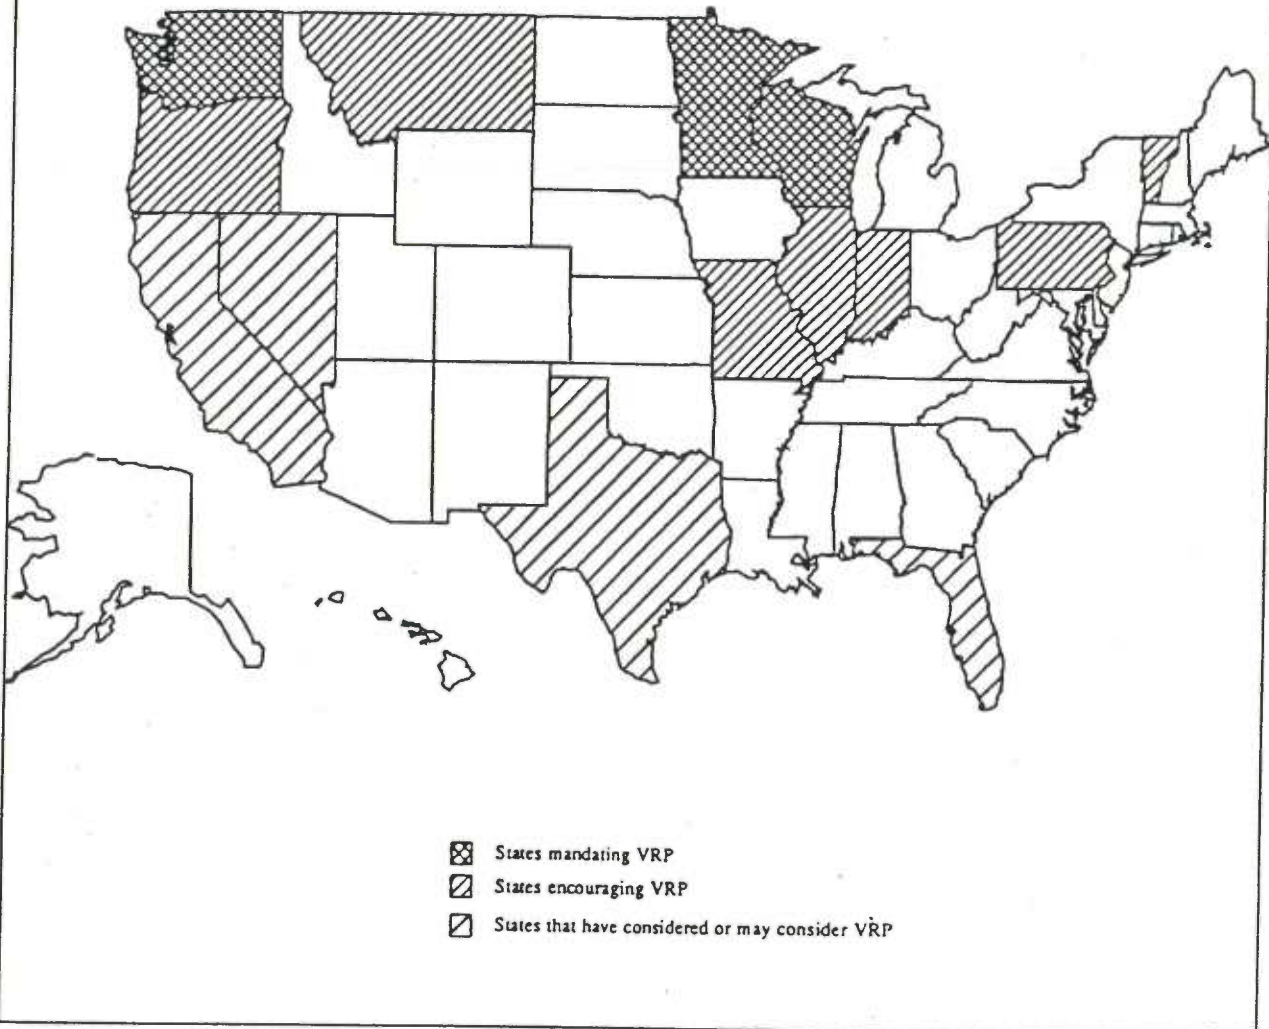 States mandating VRP
States encouraging VRP
States that have considered or may consider VRP